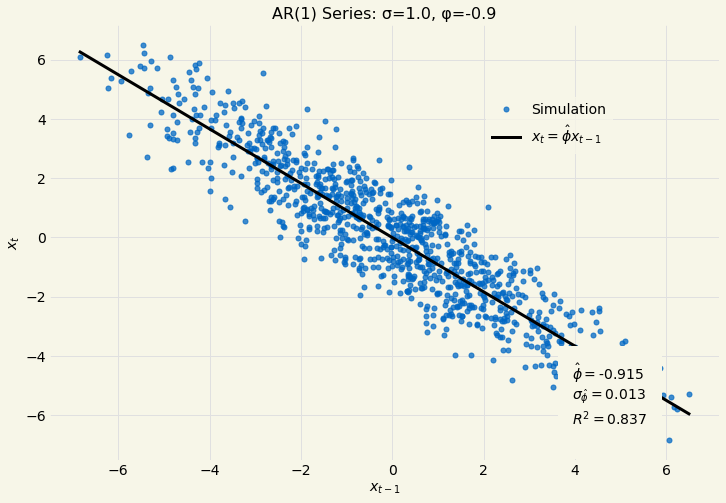 AR(1) Series: σ=1.0, φ=-0.9
6
4
2
0
−2
−4
−6
x_t
Simulation
x_t = ϕ̂x_{t−1}
ϕ̂ = -0.915
σ_ϕ̂ = 0.013
R² = 0.837
−6 −4 −2 0 2 4 6
x_{t−1}